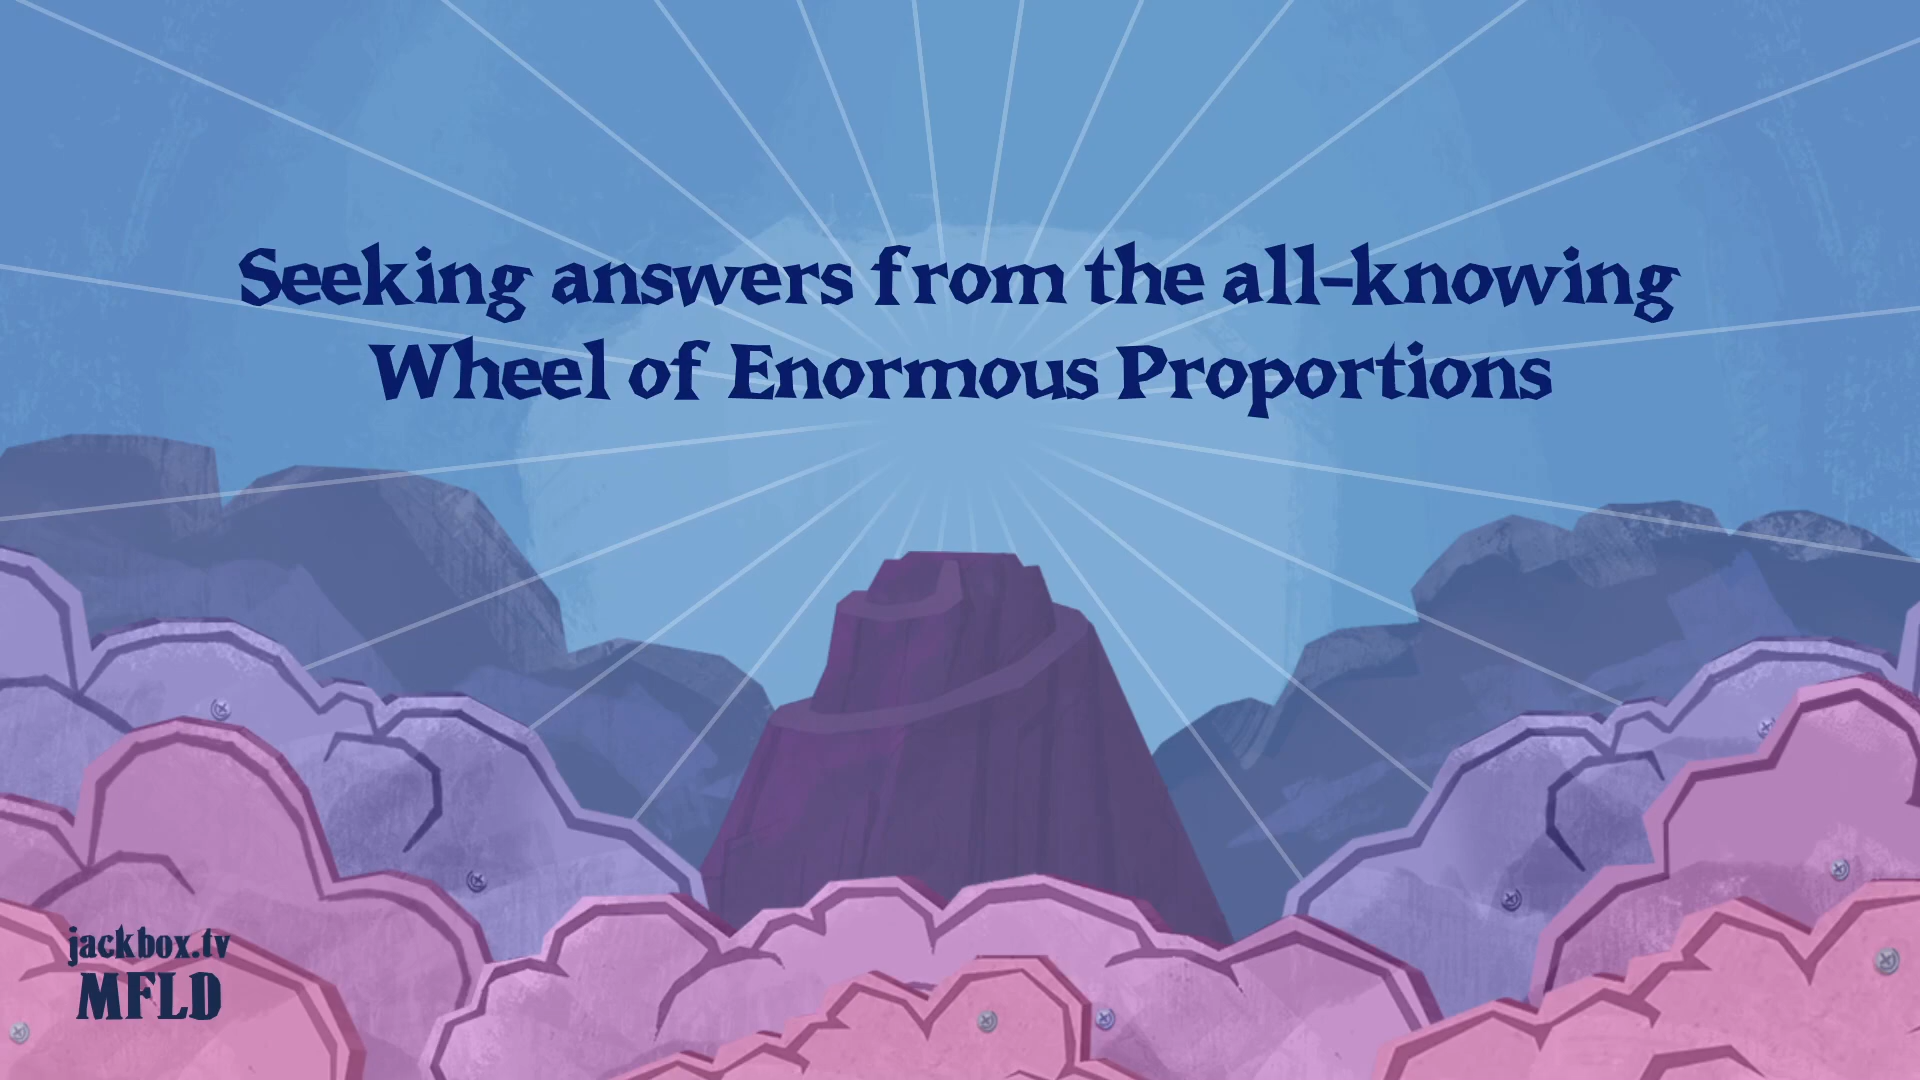 Seeking answers from the all-knowing
Wheel of Enormous Proportions
jackbox.tv
MFLD